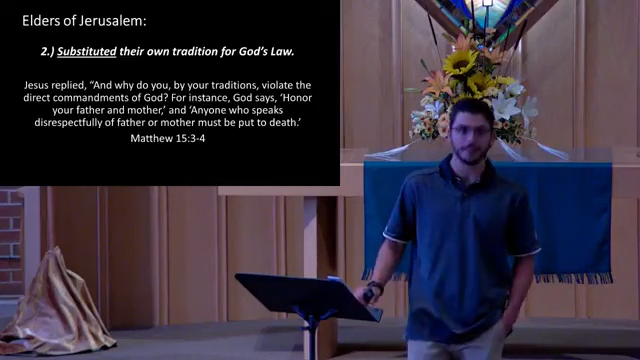 Elders of Jerusalem:
2.) Substituted their own tradition for God's Law.
Jesus replied, "And why do you, by your traditions, violate the
direct commandments of God? For instance, God says, 'Honor
your father and mother,' and 'Anyone who speaks
disrespectfully of father or mother must be put to death.'
Matthew 15:3-4